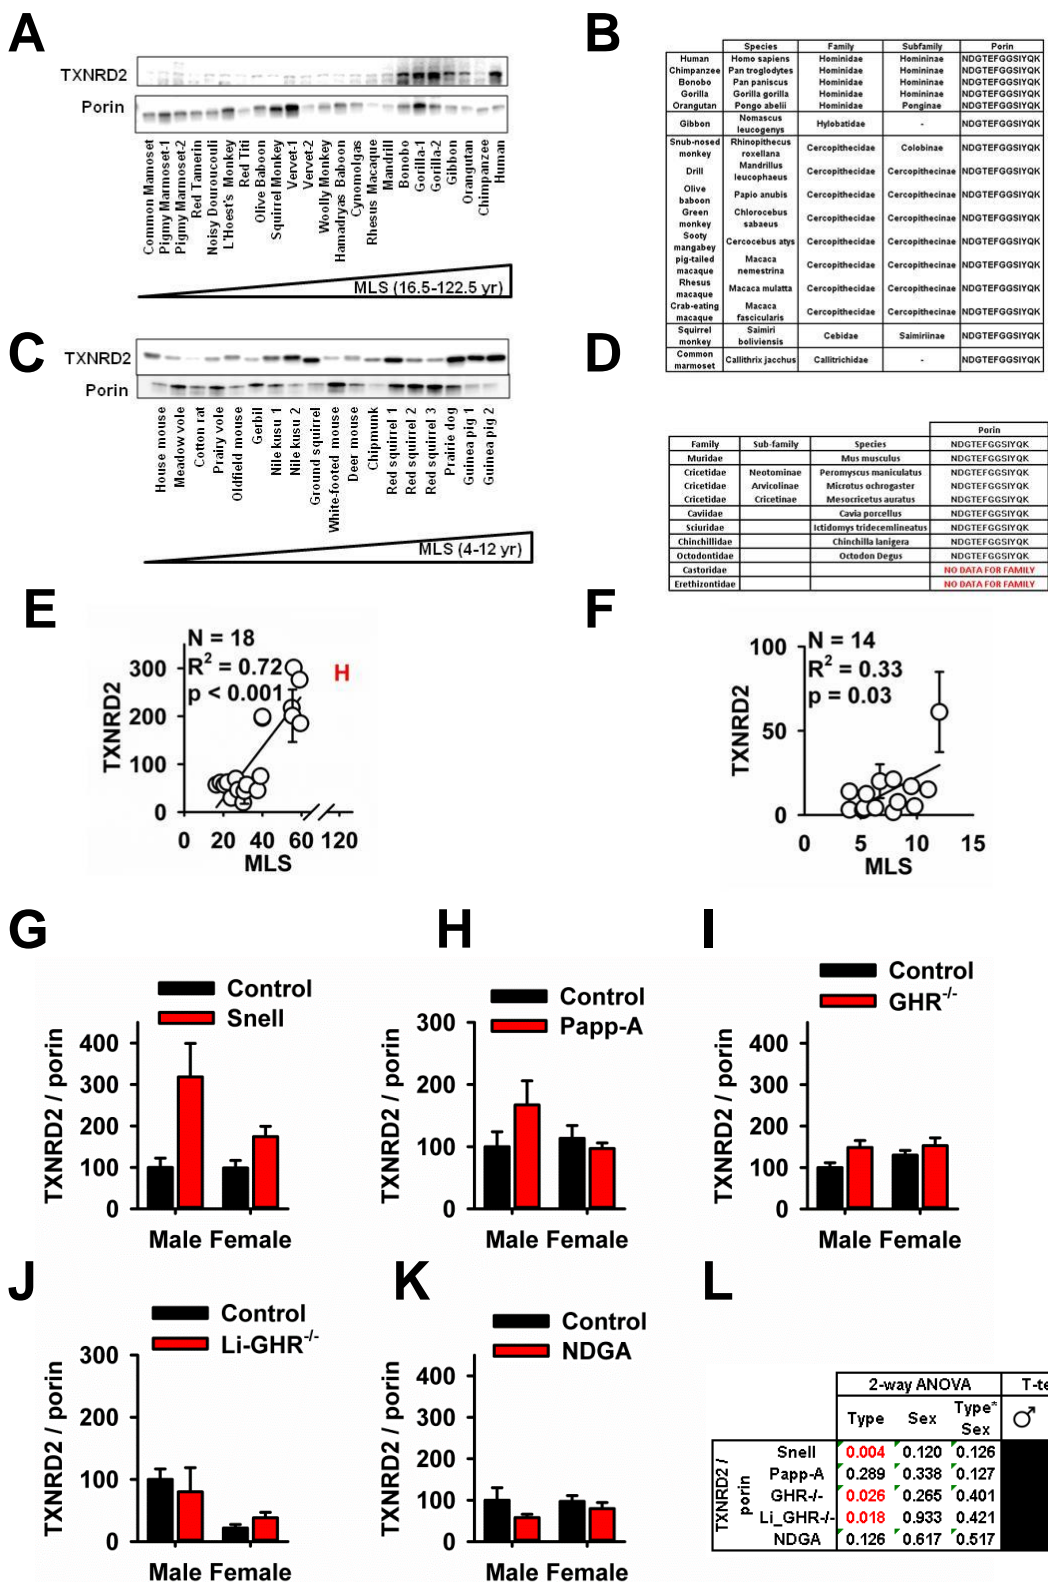 A
TXNRD2
Porin
Common Mamoset
Pigmy Marmoset-1
Pigmy Marmoset-2
Red Tamerin
Noisy Douroucouli
L'Hoest's Monkey
Red Titi
Olive Baboon
Squirrel Monkey
Vervet-1
Vervet-2
Woolly Monkey
Hamadryas Baboon
Cynomolgas
Rhesus Macaque
Mandrill
Bonobo
Gorilla-1
Gorilla-2
Gibbon
Orangutan
Chimpanzee
Human
MLS (16.5-122.5 yr)
B
Species Family Subfamily Porin
Human Homo sapiens Hominidae Homininae NDGTEFGGSIYQK
Chimpanzee Pan troglodytes Hominidae Homininae NDGTEFGGSIYQK
Bonobo Pan paniscus Hominidae Homininae NDGTEFGGSIYQK
Gorilla Gorilla gorilla Hominidae Homininae NDGTEFGGSIYQK
Orangutan Pongo abelii Hominidae Ponginae NDGTEFGGSIYQK
Gibbon Nomascus leucogenys Hylobatidae - NDGTEFGGSIYQK
Snub-nosed monkey Rhinopithecus roxellana Cercopithecidae Colobinae NDGTEFGGSIYQK
Drill Mandrillus leucophaeus Cercopithecidae Cercopithecinae NDGTEFGGSIYQK
Olive baboon Papio anubis Cercopithecidae Cercopithecinae NDGTEFGGSIYQK
Green monkey Chlorocebus sabaeus Cercopithecidae Cercopithecinae NDGTEFGGSIYQK
Sooty mangabey Cercocebus atys Cercopithecidae Cercopithecinae NDGTEFGGSIYQK
pig-tailed macaque Macaca nemestrina Cercopithecidae Cercopithecinae NDGTEFGGSIYQK
Rhesus macaque Macaca mulatta Cercopithecidae Cercopithecinae NDGTEFGGSIYQK
Crab-eating macaque Macaca fascicularis Cercopithecidae Cercopithecinae NDGTEFGGSIYQK
Squirrel monkey Saimiri boliviensis Cebidae Saimiriinae NDGTEFGGSIYQK
Common marmoset Callithrix jacchus Callitrichidae - NDGTEFGGSIYQK
C
TXNRD2
Porin
House mouse
Meadow vole
Cotton rat
Prairy vole
Oldfield mouse
Gerbil
Nile kusu 1
Nile kusu 2
Ground squirrel
White-footed mouse
Deer mouse
Chipmunk
Red squirrel 1
Red squirrel 2
Red squirrel 3
Prairie dog
Guinea pig 1
Guinea pig 2
MLS (4-12 yr)
D
Porin
Family Sub-family Species NDGTEFGGSIYQK
Muridae Mus musculus NDGTEFGGSIYQK
Cricetidae Neotominae Peromyscus maniculatus NDGTEFGGSIYQK
Cricetidae Arvicolinae Microtus ochrogaster NDGTEFGGSIYQK
Cricetidae Cricetinae Mesocricetus auratus NDGTEFGGSIYQK
Caviidae Cavia porcellus NDGTEFGGSIYQK
Sciuridae Ictidomys tridecemlineatus NDGTEFGGSIYQK
Chinchillidae Chinchilla lanigera NDGTEFGGSIYQK
Octodontidae Octodon Degus NDGTEFGGSIYQK
Castoridae NO DATA FOR FAMILY
Erethizontidae NO DATA FOR FAMILY
E
N = 18
R2 = 0.72
p < 0.001
H
TXNRD2
300
200
100
0
0 20 40 60 120
MLS
F
N = 14
R2 = 0.33
p = 0.03
TXNRD2
100
50
0
0 5 10 15
MLS
G
Control
Snell
TXNRD2 / porin
400
300
200
100
0
Male Female
H
Control
Papp-A
TXNRD2 / porin
300
200
100
0
Male Female
I
Control
GHR-/-
TXNRD2 / porin
400
300
200
100
0
Male Female
J
Control
Li-GHR-/-
TXNRD2 / porin
300
200
100
0
Male Female
K
Control
NDGA
TXNRD2 / porin
400
300
200
100
0
Male Female
L
2-way ANOVA T-te
Type Sex Type* Sex ♂
TXNRD2 / porin
Snell 0.004 0.120 0.126
Papp-A 0.289 0.338 0.127
GHR-/- 0.026 0.265 0.401
Li_GHR-/- 0.018 0.933 0.421
NDGA 0.126 0.617 0.517